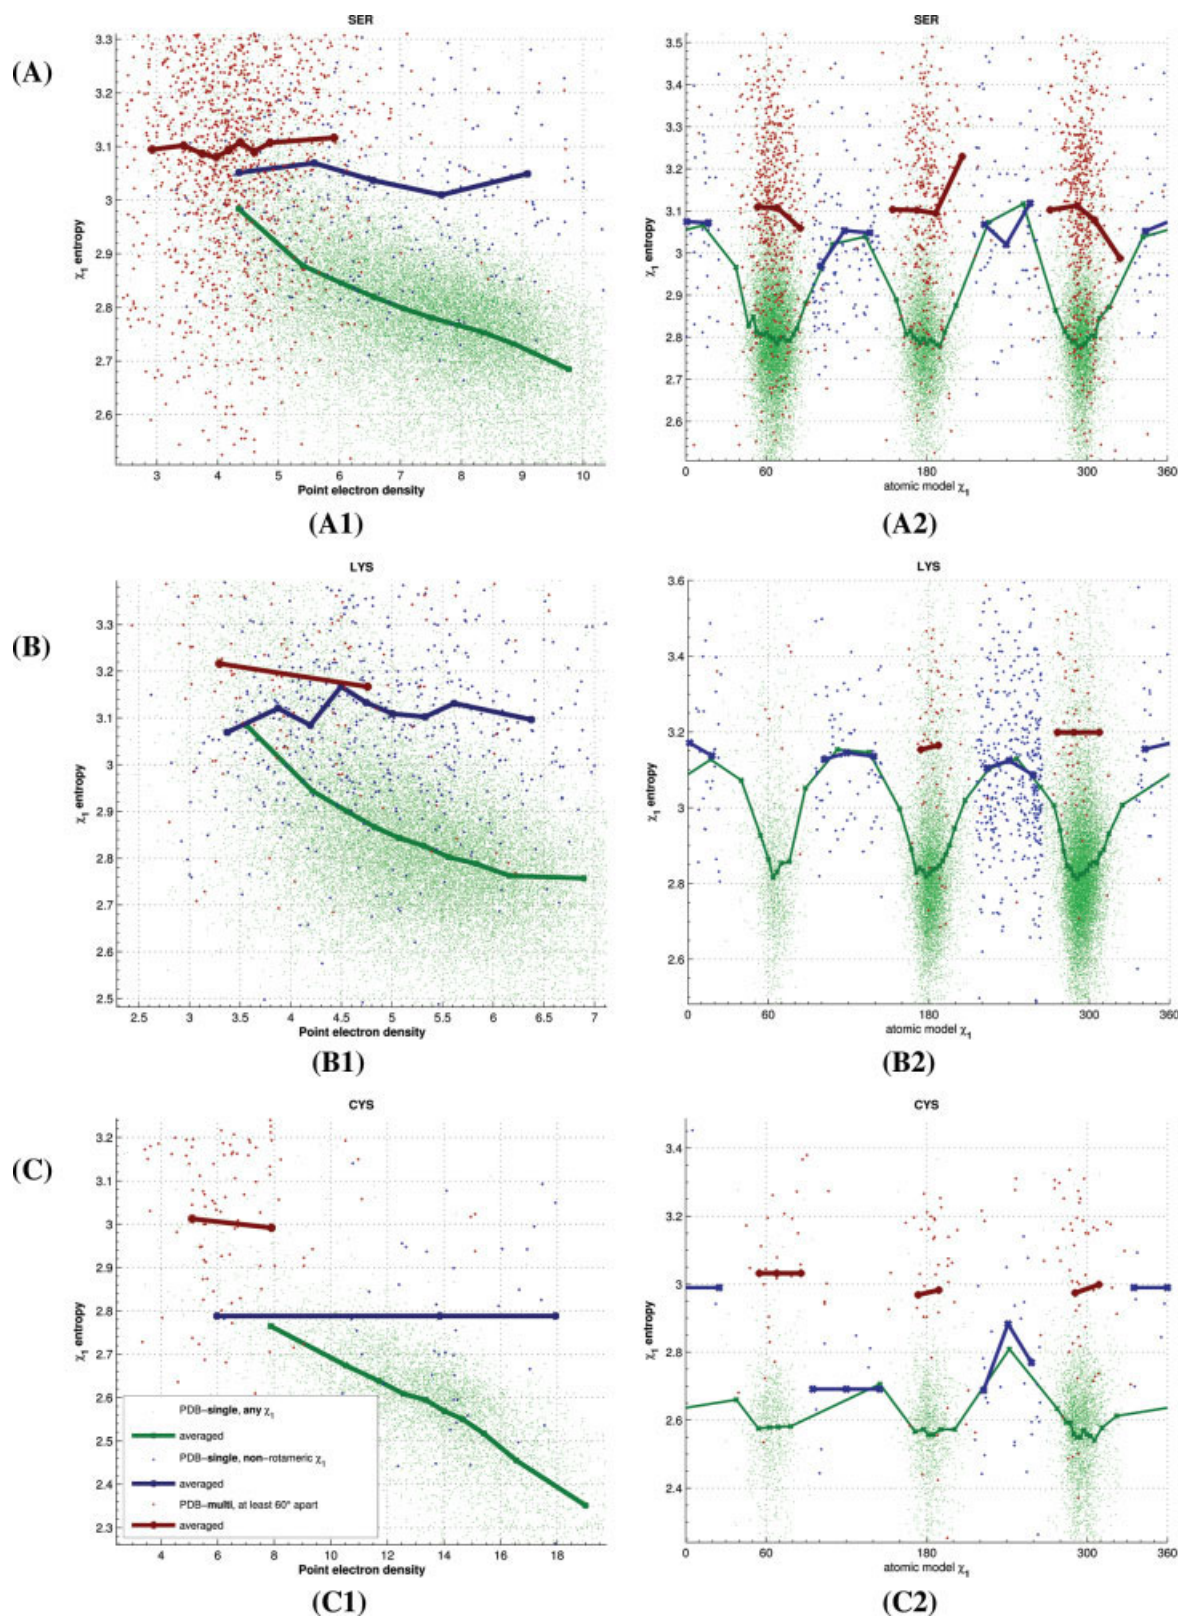 SER
SER
(A)
3.3
3.2
3.1
3
2.9
2.8
2.7
2.6
χ1 entropy
3 4 5 6 7 8 9 10
Point electron density
(A1)
3.5
3.4
3.3
3.2
3.1
3
2.9
2.8
2.7
2.6
χ1 entropy
0 60 180 300 360
atomic model χ1
(A2)
LYS
LYS
(B)
3.3
3.2
3.1
3
2.9
2.8
2.7
2.6
2.5
χ1 entropy
2.5 3 3.5 4 4.5 5 5.5 6 6.5 7
Point electron density
(B1)
3.6
3.4
3.2
3
2.8
2.6
χ1 entropy
0 60 180 300 360
atomic model χ1
(B2)
CYS
CYS
(C)
3.2
3.1
3
2.9
2.8
2.7
2.6
2.5
2.4
2.3
χ1 entropy
PDB-single, any χ1
averaged
PDB-single, non-rotameric χ1
averaged
PDB-multi, at least 60° apart
averaged
4 6 8 10 12 14 16 18
Point electron density
(C1)
3.4
3.2
3
2.8
2.6
2.4
χ1 entropy
0 60 180 300 360
atomic model χ1
(C2)